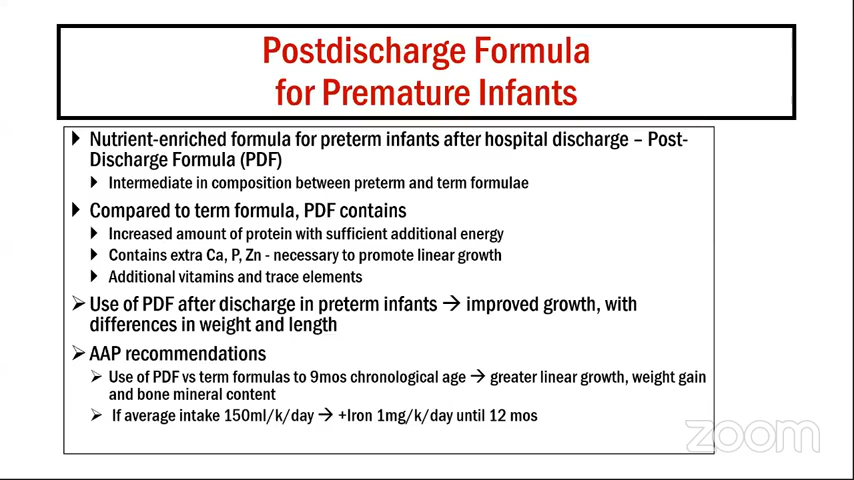 Postdischarge Formula
for Premature Infants
Nutrient-enriched formula for preterm infants after hospital discharge – Post-
Discharge Formula (PDF)
Intermediate in composition between preterm and term formulae
Compared to term formula, PDF contains
Increased amount of protein with sufficient additional energy
Contains extra Ca, P, Zn - necessary to promote linear growth
Additional vitamins and trace elements
Use of PDF after discharge in preterm infants → improved growth, with
differences in weight and length
AAP recommendations
Use of PDF vs term formulas to 9mos chronological age → greater linear growth, weight gain
and bone mineral content
If average intake 150ml/k/day → +Iron 1mg/k/day until 12 mos
zoom